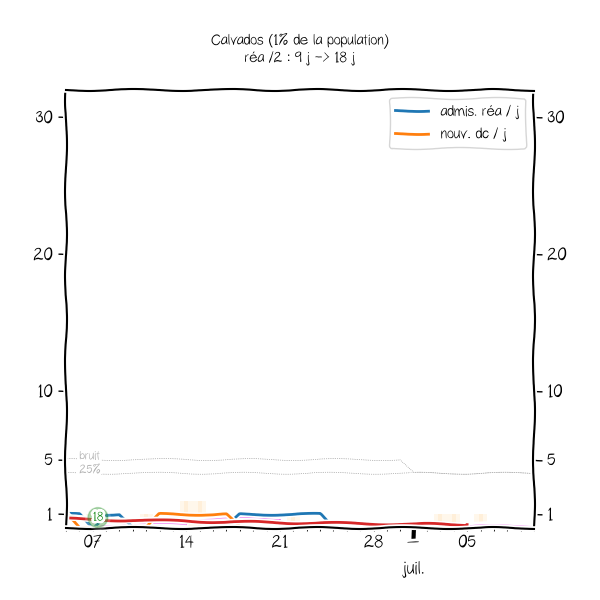 Calvados (1% de la population)
réa /2 : 9 j -> 18 j
admis. réa / j
nouv. dc / j
30
30
20
20
10
10
5
5
bruit
25%
1
1
18
07
14
21
28
05
juil.